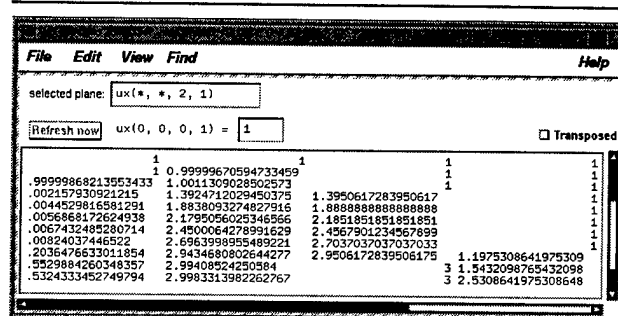 File Edit View Find Help
selected plane: ux(*, *, 2, 1)
Refresh now ux(0, 0, 0, 1) = 1 Transposed
1 1 1 1
1 0.99999670594733459 1 1
.99999868213553433 1.0011309028502573 1 1
.002157930921215 1.3924712029450375 1.3950617283950617 1
.0044529816581291 1.8838093274827916 1.8888888888888888 1
.0056868172624938 2.1795056025346566 2.1851851851851851 1
.0067432485280714 2.4500064278991629 2.4567901234567899 1
.00824037446522 2.6963998955489221 2.7037037037037033 1
.2036476633011854 2.9434680802644277 2.9506172839506175 1.1975308641975309
.5529884260348357 2.99408524250584 3 1.5432098765432098
.5324333452749794 2.9983313982262767 3 2.5308641975308648